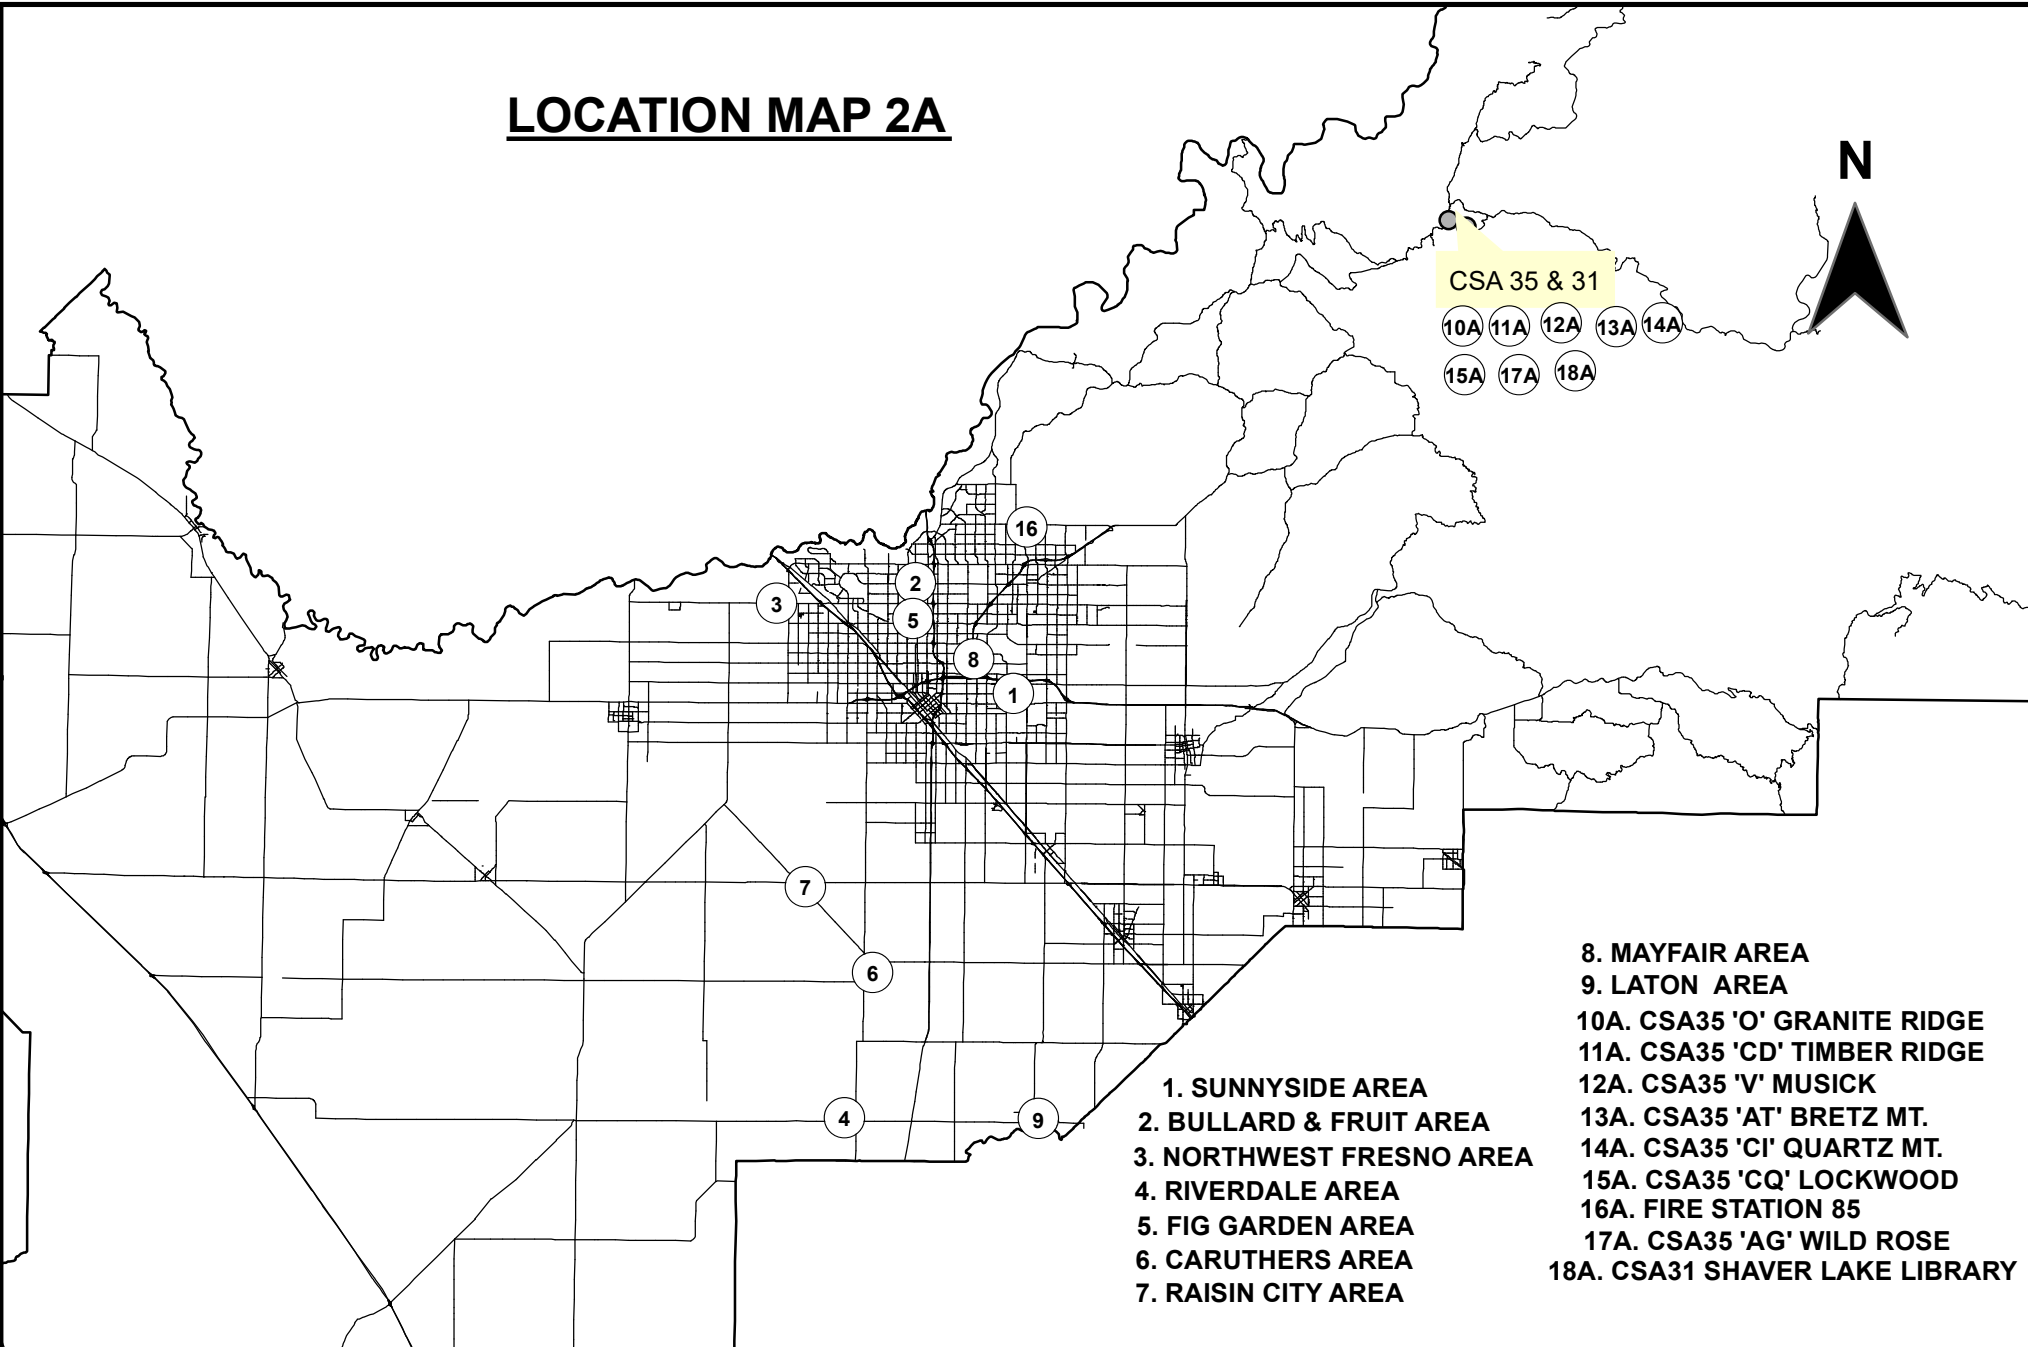 LOCATION MAP 2A
N
CSA 35 & 31
10A 11A 12A 13A 14A
15A 17A 18A
16
2
3
5
8
1
7
6
4
9
1. SUNNYSIDE AREA
2. BULLARD & FRUIT AREA
3. NORTHWEST FRESNO AREA
4. RIVERDALE AREA
5. FIG GARDEN AREA
6. CARUTHERS AREA
7. RAISIN CITY AREA
8. MAYFAIR AREA
9. LATON AREA
10A. CSA35 'O' GRANITE RIDGE
11A. CSA35 'CD' TIMBER RIDGE
12A. CSA35 'V' MUSICK
13A. CSA35 'AT' BRETZ MT.
14A. CSA35 'CI' QUARTZ MT.
15A. CSA35 'CQ' LOCKWOOD
16A. FIRE STATION 85
17A. CSA35 'AG' WILD ROSE
18A. CSA31 SHAVER LAKE LIBRARY